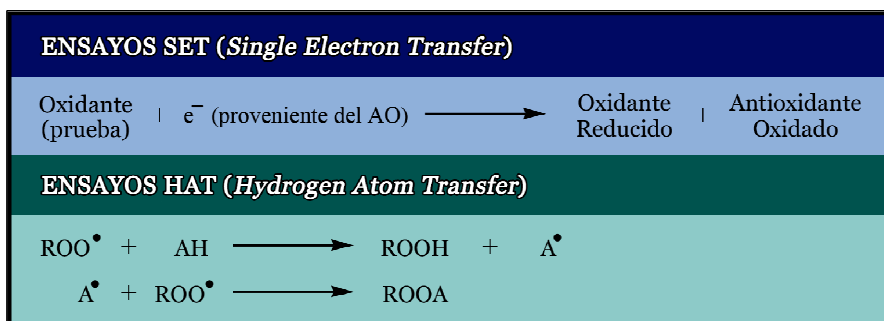 ENSAYOS SET (Single Electron Transfer)
Oxidante (prueba) ı e⁻ (proveniente del AO) ⟶ Oxidante Reducido ı Antioxidante Oxidado
ENSAYOS HAT (Hydrogen Atom Transfer)
ROO• + AH ⟶ ROOH + A•
A• + ROO• ⟶ ROOA